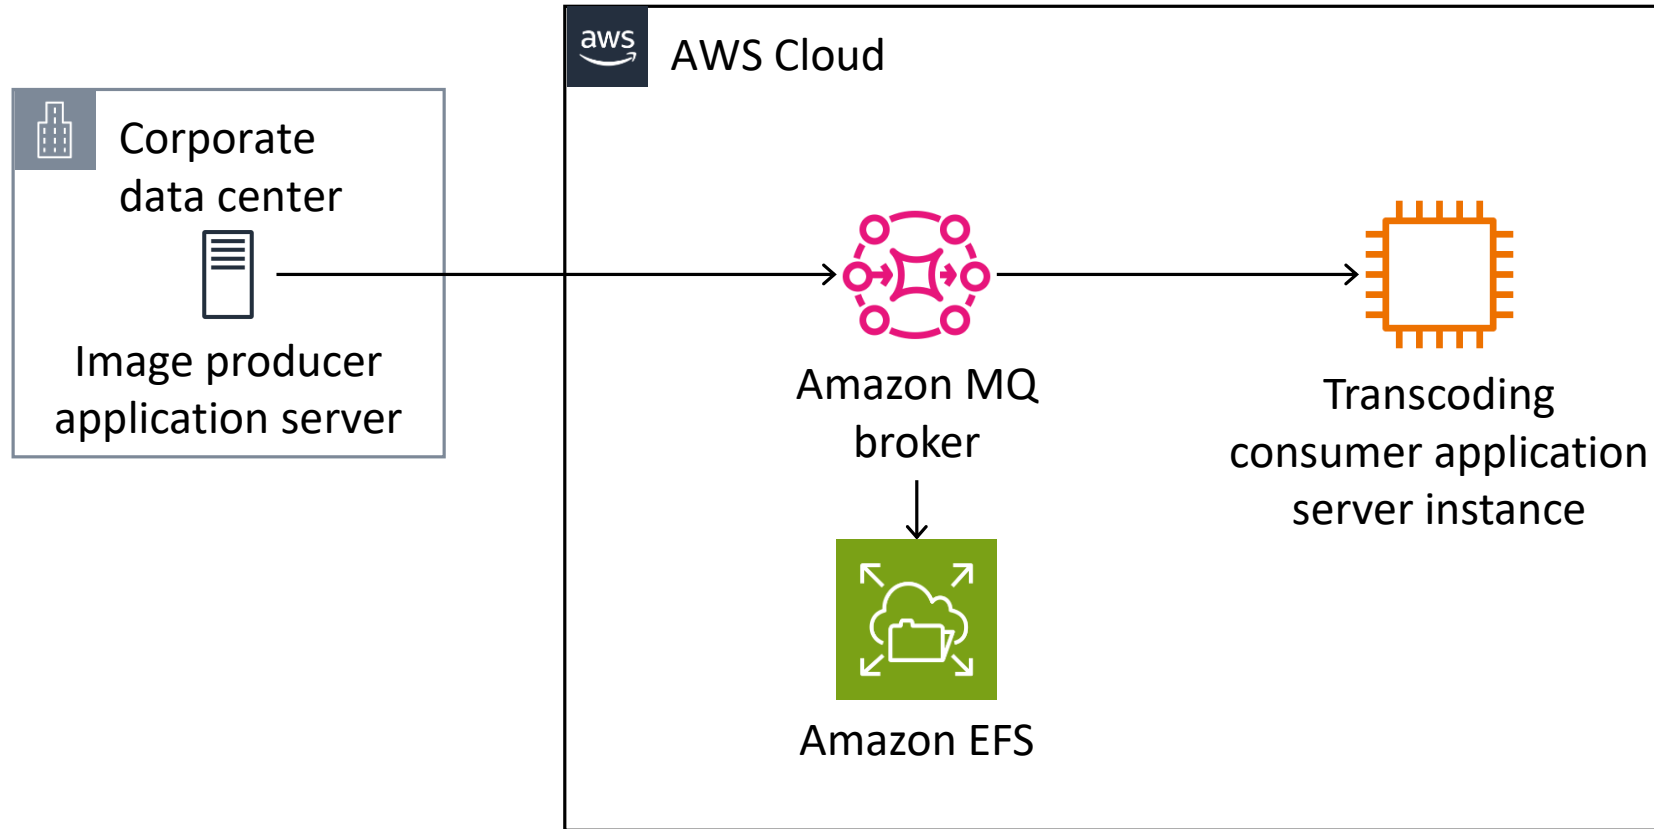 aws
AWS Cloud
Corporate
data center
Image producer
application server
Amazon MQ
broker
Transcoding
consumer application
server instance
Amazon EFS